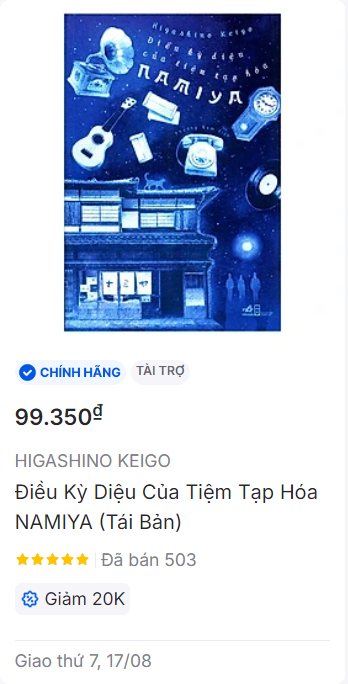 Higashino Keigo
Điều kỳ diệu
của tiệm tạp hóa
NAMIYA
CHÍNH HÃNG
TÀI TRỢ
99.350₫
HIGASHINO KEIGO
Điều Kỳ Diệu Của Tiệm Tạp Hóa
NAMIYA (Tái Bản)
Đã bán 503
Giảm 20K
Giao thứ 7, 17/08